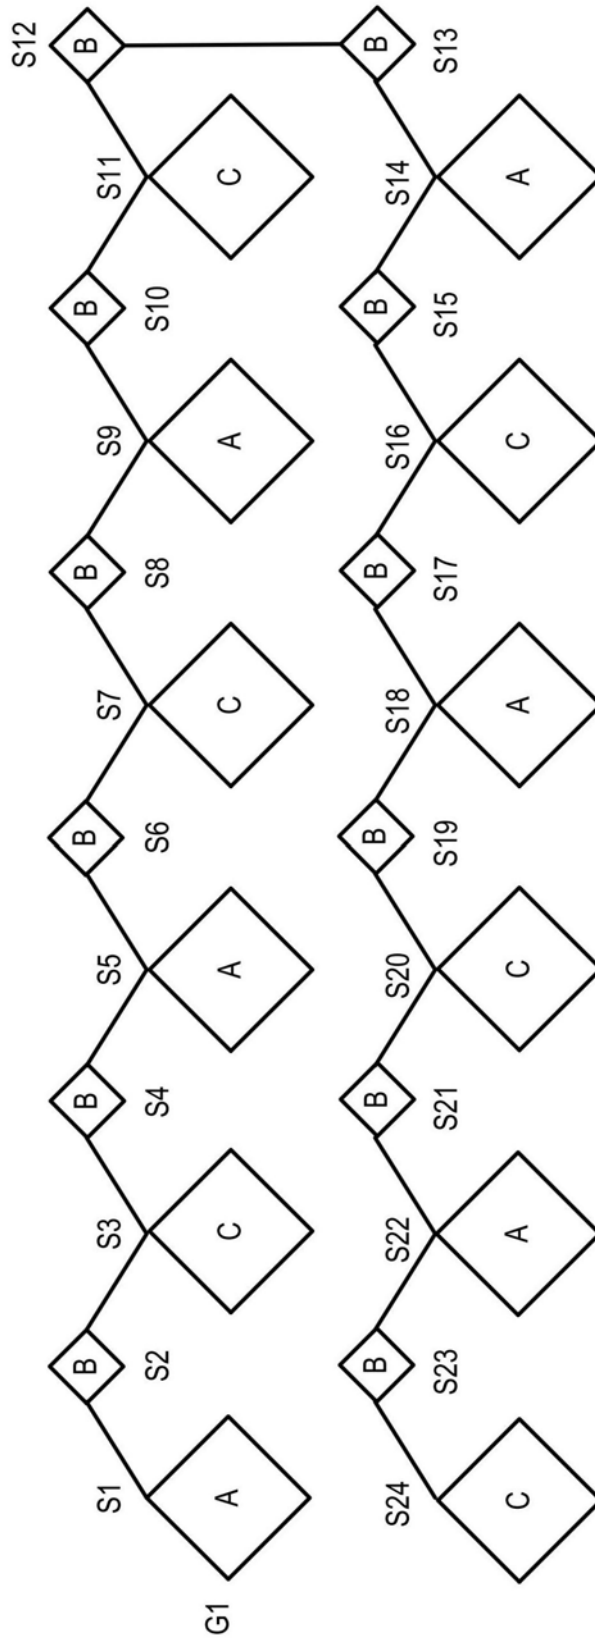 S12
B B B B B B
S1 S3 S5 S7 S9 S11
S2 S4 S6 S8 S10
G1
A C A C A C
B B B B B B
S24 S22 S20 S18 S16 S14
S23 S21 S19 S17 S15 S13
C A C A C A